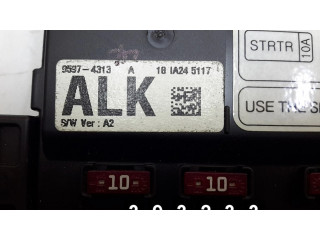 9597-4313 A 18 IA24 5117
ALK
S/W Ver : A2
STRTR 10A
USE THE
10 10